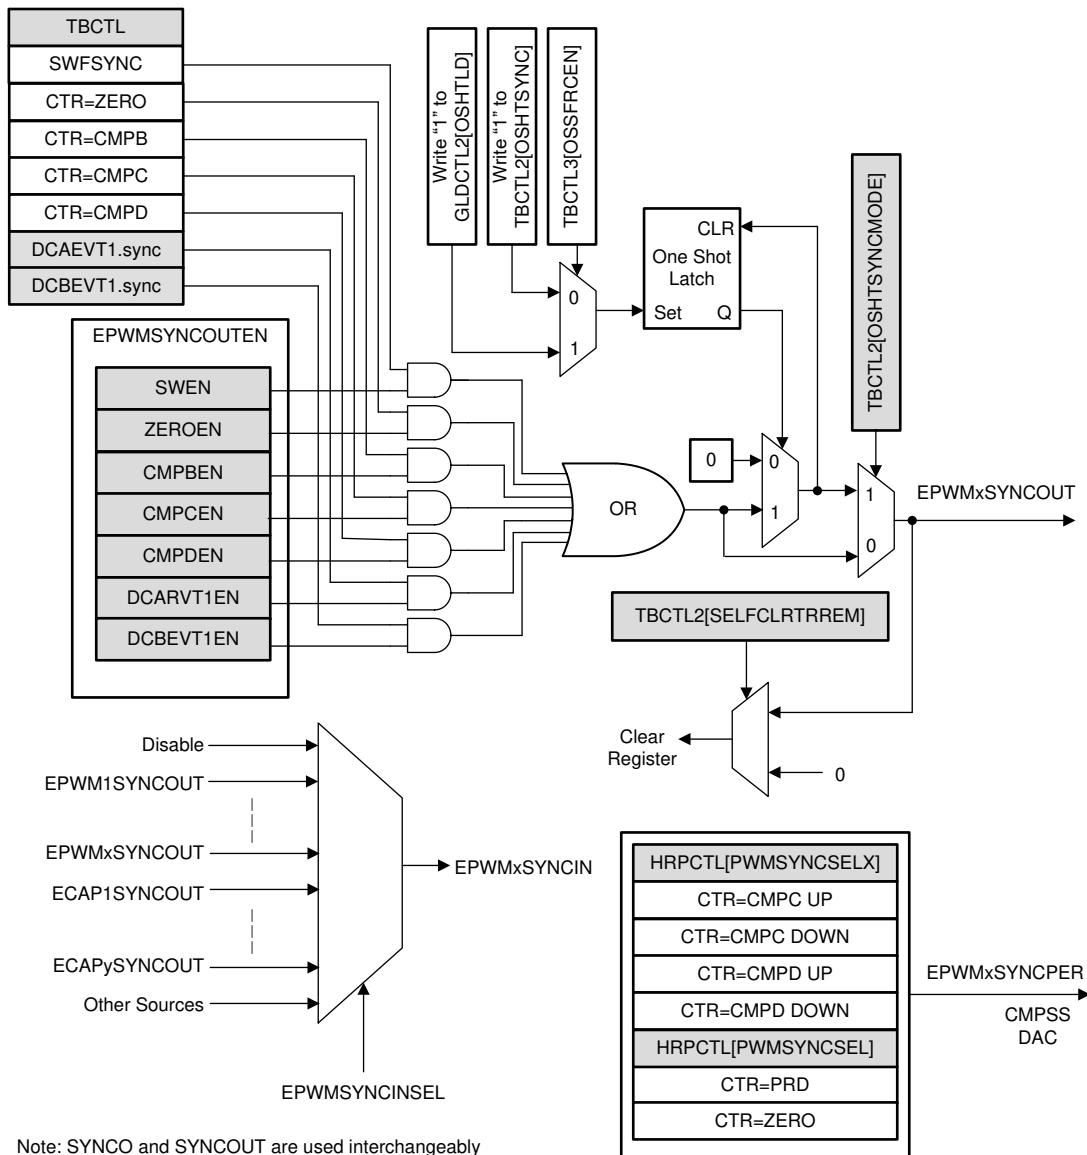 TBCTL
SWFSYNC
CTR=ZERO
CTR=CMPB
CTR=CMPC
CTR=CMPD
DCAEVT1.sync
DCBEVT1.sync
Write “1” to
GLDCTL2[OSHTLD]
Write “1” to
TBCTL2[OSHTSYNC]
TBCTL3[OSSFRCEN]
0
1
CLR
One Shot
Latch
Set
Q
TBCTL2[OSHTSYNCMODE]
EPWMSYNCOUTEN
SWEN
ZEROEN
CMPBEN
CMPCEN
CMPDEN
DCARVT1EN
DCBEVT1EN
OR
0
0
1
1
0
EPWMxSYNCOUT
TBCTL2[SELFCLRTRREM]
Clear
Register
0
Disable
EPWM1SYNCOUT
EPWMxSYNCOUT
ECAP1SYNCOUT
ECAPySYNCOUT
Other Sources
EPWMxSYNCIN
EPWMSYNCINSEL
HRPCTL[PWMSYNCSELX]
CTR=CMPC UP
CTR=CMPC DOWN
CTR=CMPD UP
CTR=CMPD DOWN
HRPCTL[PWMSYNCSEL]
CTR=PRD
CTR=ZERO
EPWMxSYNCPER
CMPSS
DAC
Note: SYNCO and SYNCOUT are used interchangeably